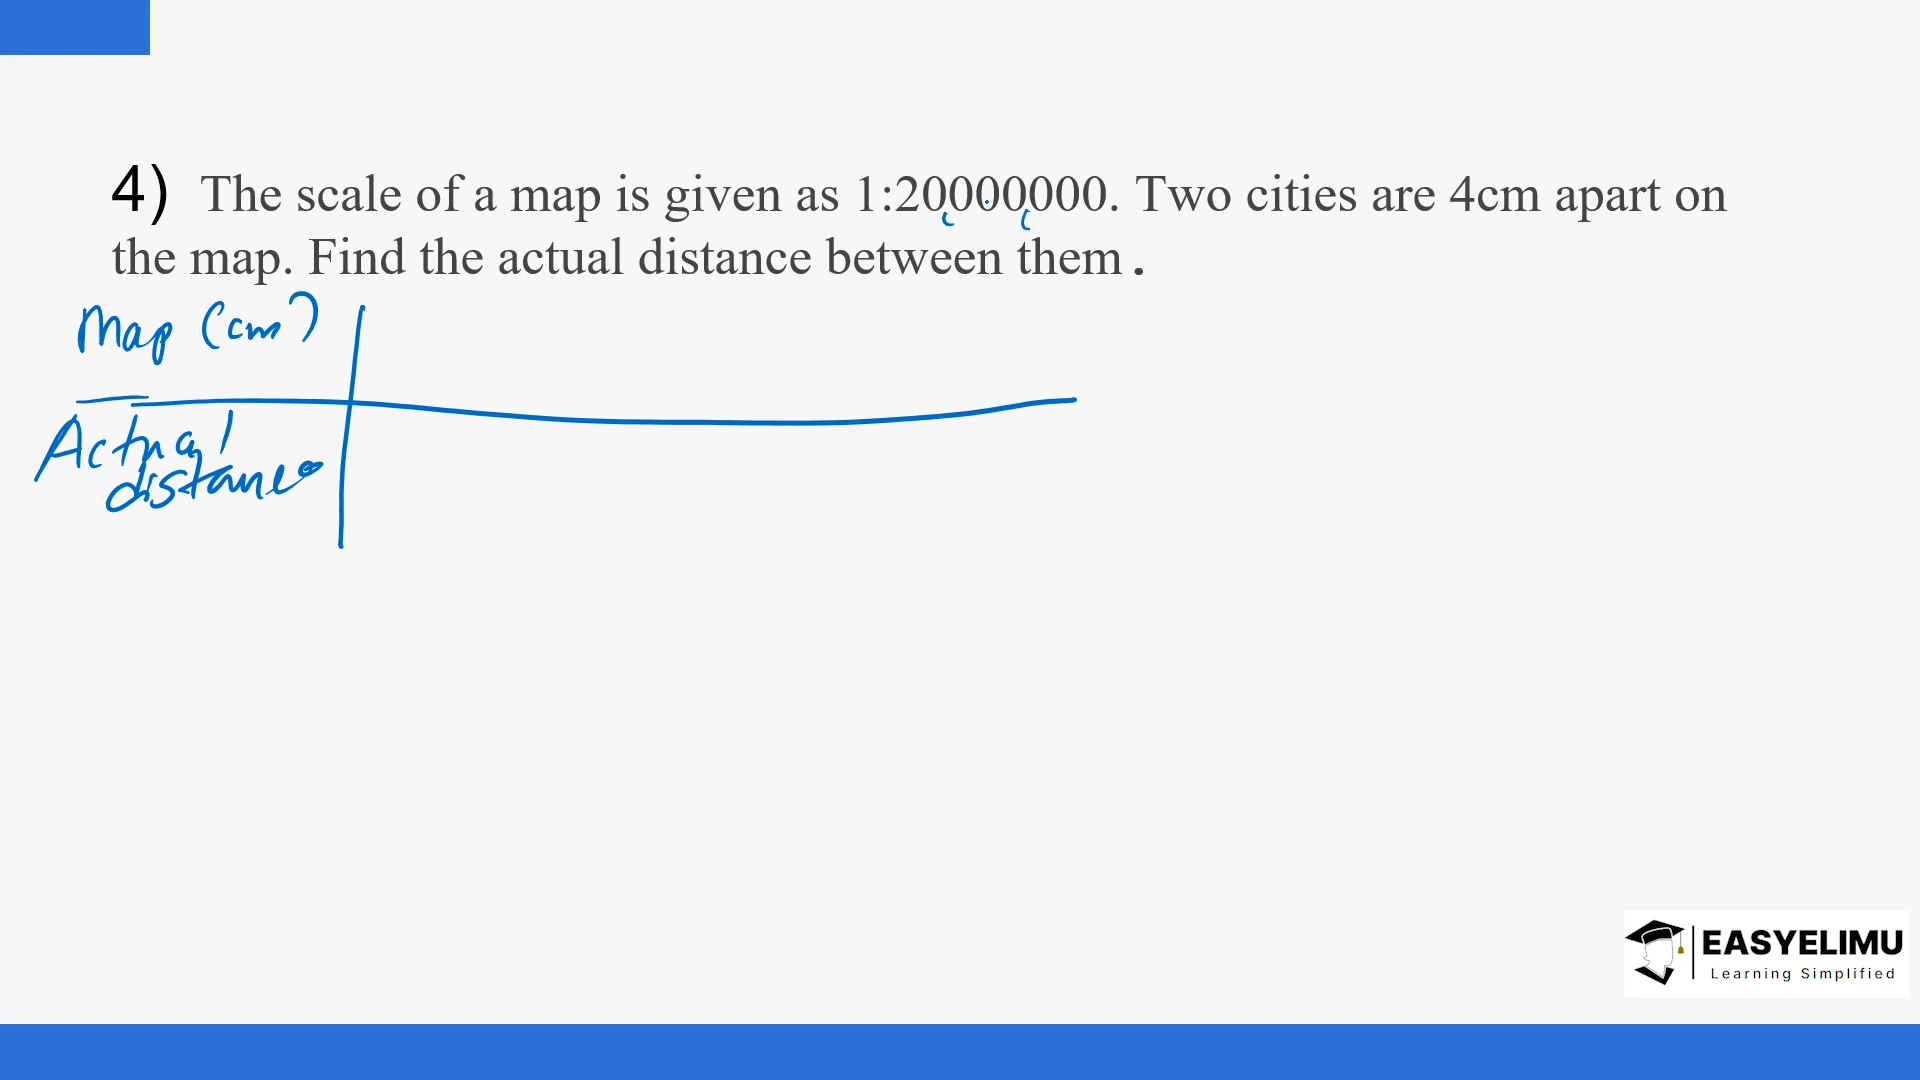 4) The scale of a map is given as 1:20000000. Two cities are 4cm apart on
the map. Find the actual distance between them.
Map (cm)
Actual
distance
EASYELIMU
Learning Simplified